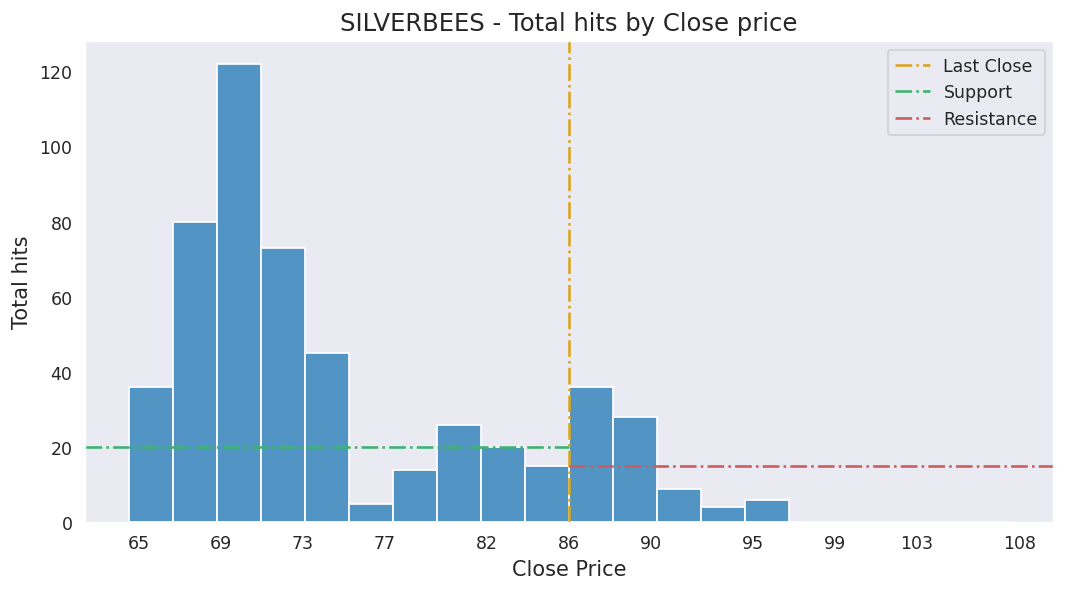 SILVERBEES - Total hits by Close price
Last Close
Support
Resistance
Total hits
120
100
80
60
40
20
0
65 69 73 77 82 86 90 95 99 103 108
Close Price